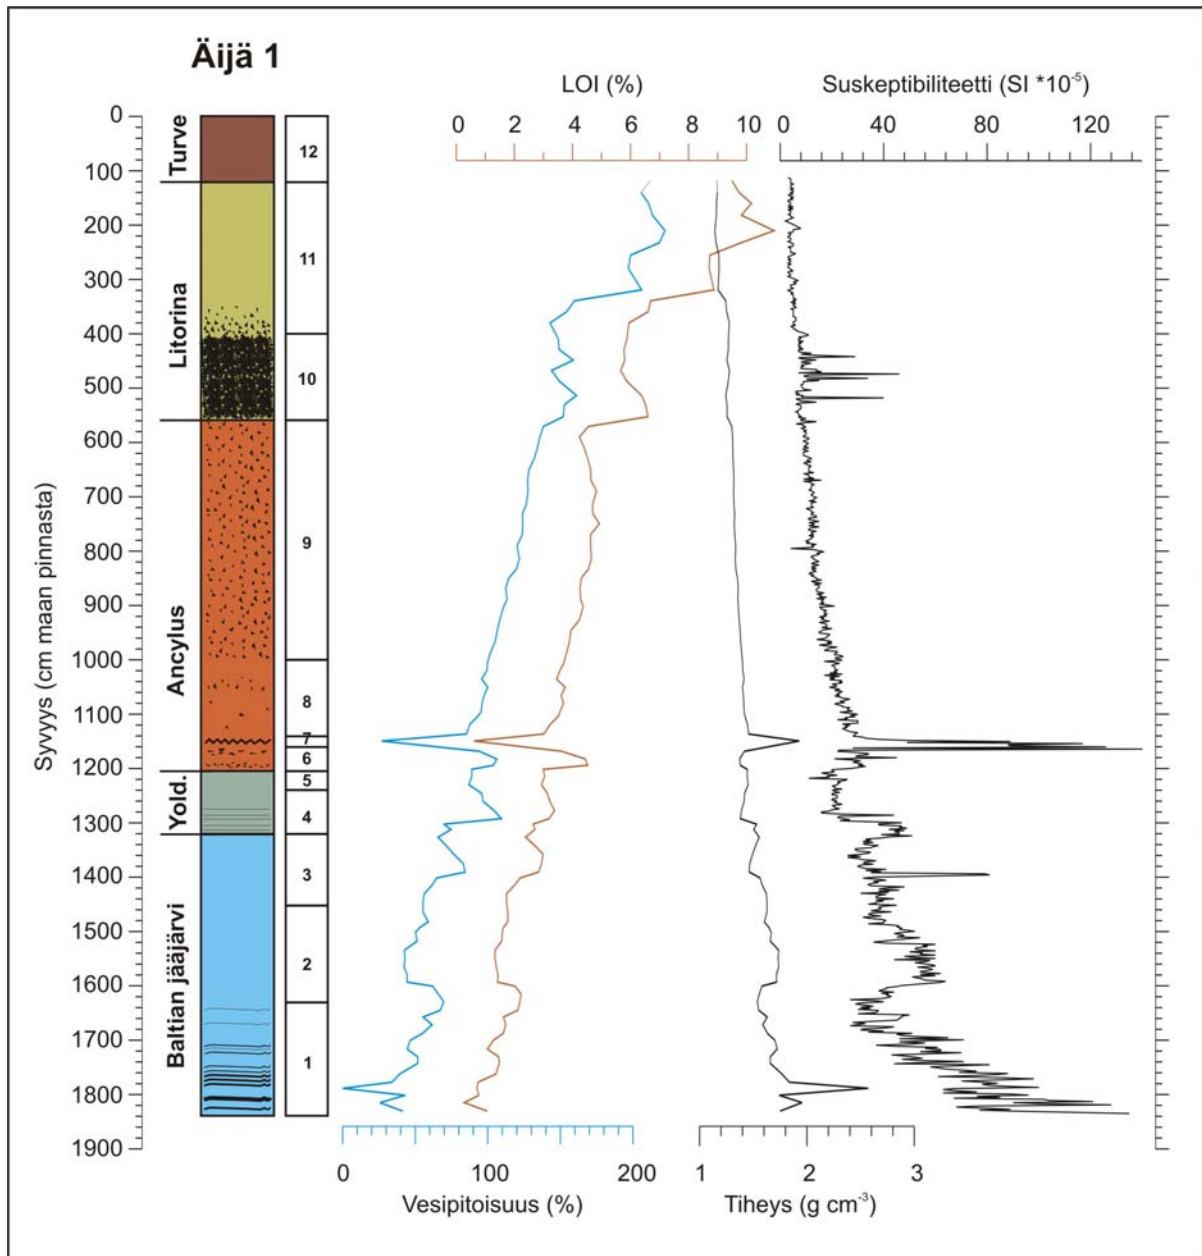 Äijä 1
LOI (%)
Suskeptibiliteetti (SI *10-5)
0 2 4 6 8 10
0 40 80 120
Syvyys (cm maan pinnasta)
0
100
200
300
400
500
600
700
800
900
1000
1100
1200
1300
1400
1500
1600
1700
1800
1900
Turve
Litorina
Ancylus
Yold.
Baltian jääjärvi
12
11
10
9
8
7
6
5
4
3
2
1
0 100 200
Vesipitoisuus (%)
1 2 3
Tiheys (g cm-3)